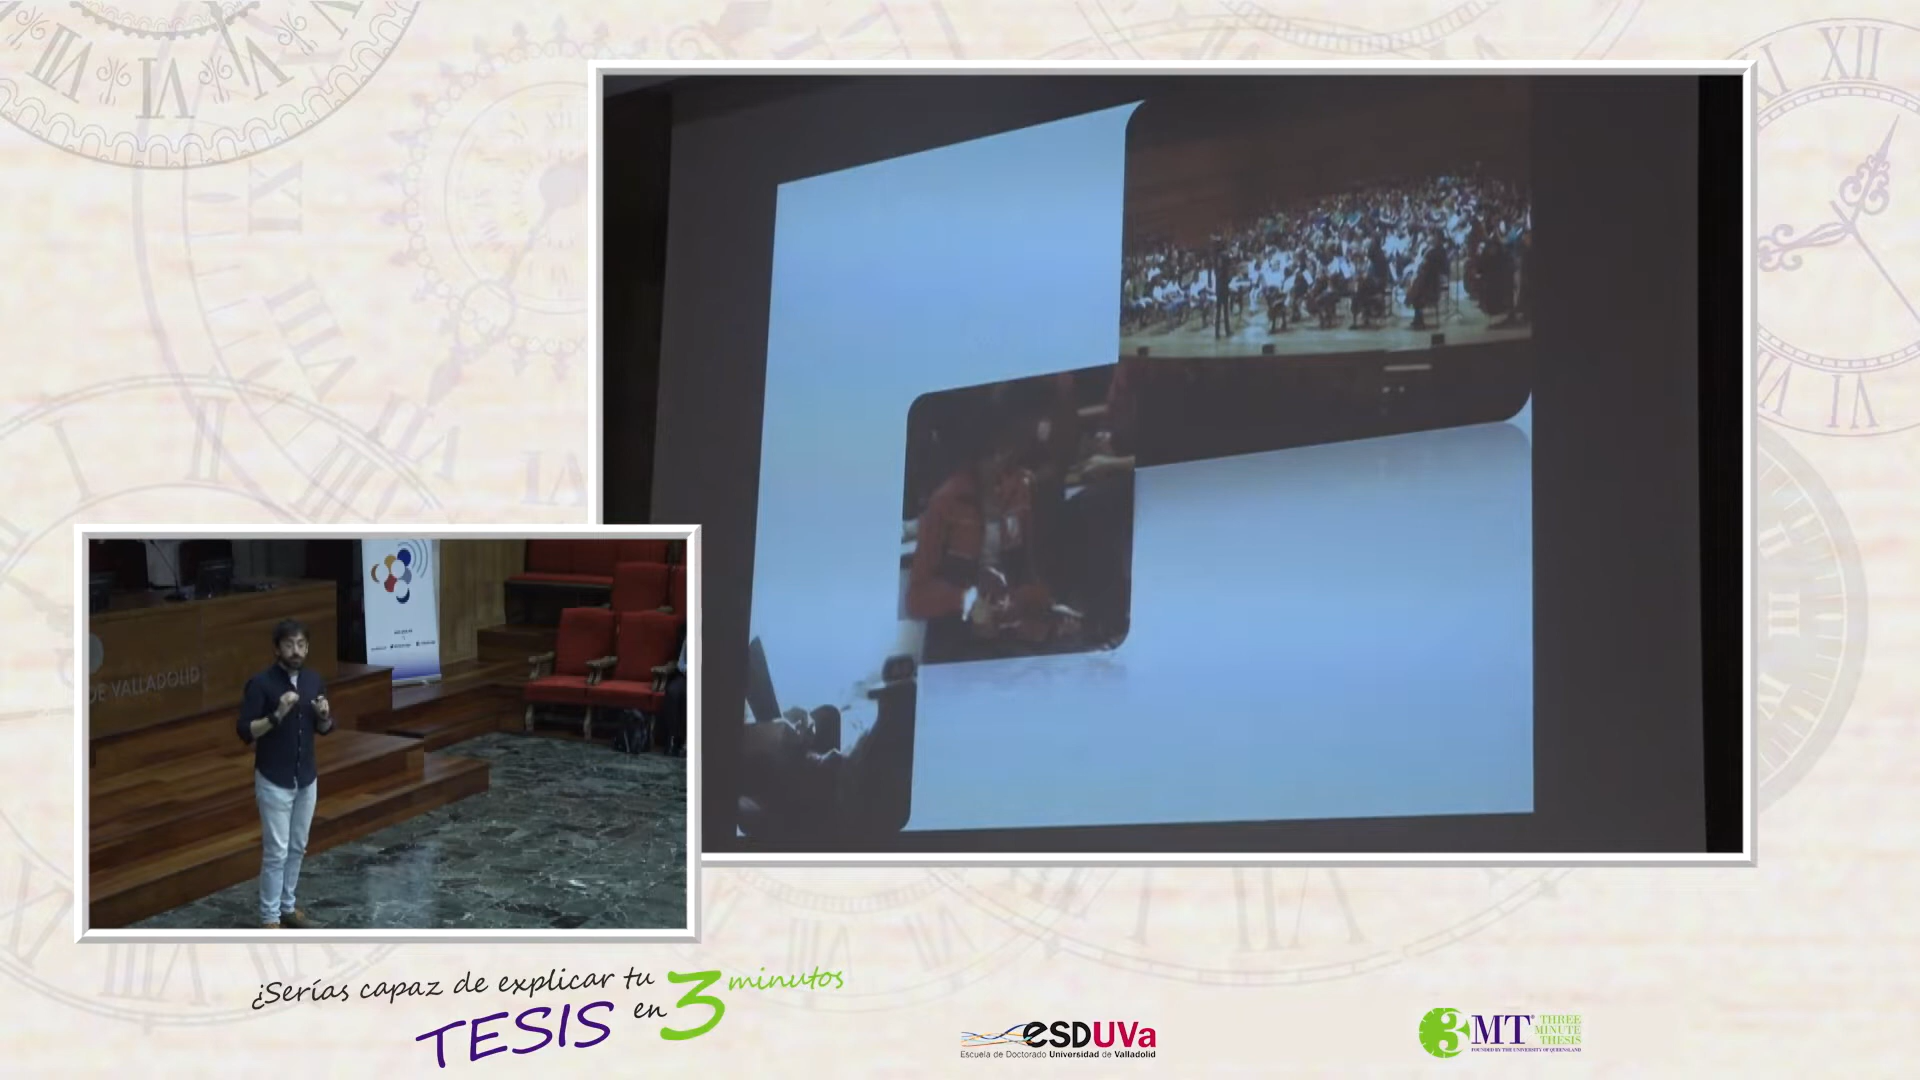 DE VALLADOLID
¿Serías capaz de explicar tu
TESIS en 3 minutos
esDUVa
Escuela de Doctorado Universidad de Valladolid
3MT® THREE
MINUTE
THESIS
FOUNDED BY THE UNIVERSITY OF QUEENSLAND